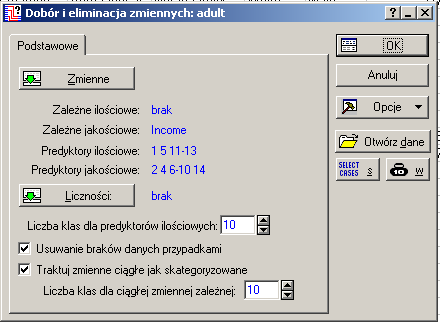 Dobór i eliminacja zmiennych: adult
Podstawowe
OK
Zmienne
Anuluj
Zależne ilościowe: brak
Opcje
Zależne jakościowe: Income
Predyktory ilościowe: 1 5 11-13
Otwórz dane
Predyktory jakościowe: 2 4 6-10 14
SELECT CASES S
W
Liczności: brak
Liczba klas dla predyktorów ilościowych: 10
Usuwanie braków danych przypadkami
Traktuj zmienne ciągłe jak skategoryzowane
Liczba klas dla ciągłej zmiennej zależnej: 10